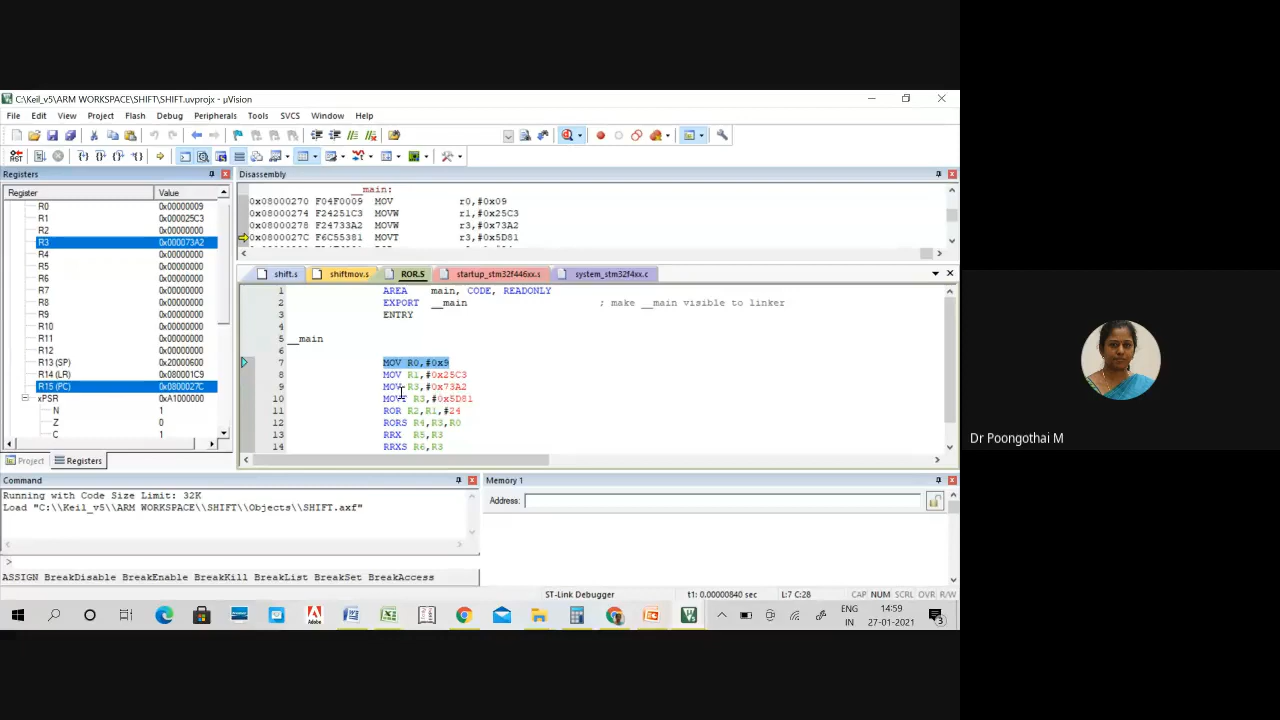 C:\Keil_v5\ARM WORKSPACE\SHIFT\SHIFT.uvprojx - µVision
File Edit View Project Flash Debug Peripherals Tools SVCS Window Help
Registers
Register Value
R0 0x00000009
R1 0x000025C3
R2 0x00000000
R3 0x000073A2
R4 0x00000000
R5 0x00000000
R6 0x00000000
R7 0x00000000
R8 0x00000000
R9 0x00000000
R10 0x00000000
R11 0x00000000
R12 0x00000000
R13 (SP) 0x20000600
R14 (LR) 0x080001C9
R15 (PC) 0x0800027C
xPSR 0xA1000000
N 1
Z 0
C 1
Project Registers
Disassembly
__main:
0x08000270 F04F0009 MOV r0,#0x09
0x08000274 F24251C3 MOVW r1,#0x25C3
0x08000278 F24733A2 MOVW r3,#0x73A2
0x0800027C F6C55381 MOVT r3,#0x5D81
shift.s shiftmov.s ROR.S startup_stm32f446xx.s system_stm32f4xx.c
1 AREA main, CODE, READONLY
2 EXPORT __main ; make __main visible to linker
3 ENTRY
4
5 __main
6
7 MOV R0,#0x9
8 MOV R1,#0x25C3
9 MOV R3,#0x73A2
10 MOVT R3,#0x5D81
11 ROR R2,R1,#24
12 RORS R4,R3,R0
13 RRX R5,R3
14 RRXS R6,R3
Command
Running with Code Size Limit: 32K
Load "C:\\Keil_v5\\ARM WORKSPACE\\SHIFT\\Objects\\SHIFT.axf"
>
ASSIGN BreakDisable BreakEnable BreakKill BreakList BreakSet BreakAccess
Memory 1
Address:
ST-Link Debugger t1: 0.00000840 sec L:7 C:28 CAP NUM SCRL OVR R/W
ENG
IN
14:59
27-01-2021
3
Dr Poongothai M